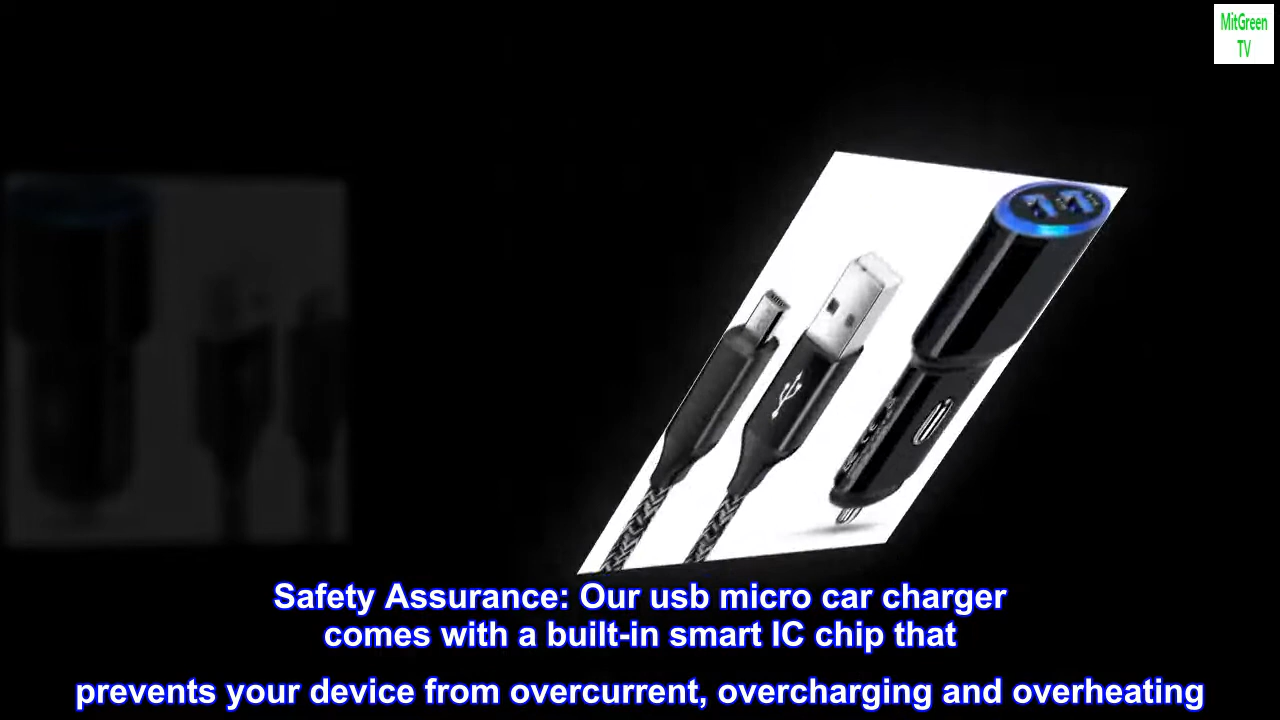 MitGreen
TV
Safety Assurance: Our usb micro car charger
comes with a built-in smart IC chip that
prevents your device from overcurrent, overcharging and overheating